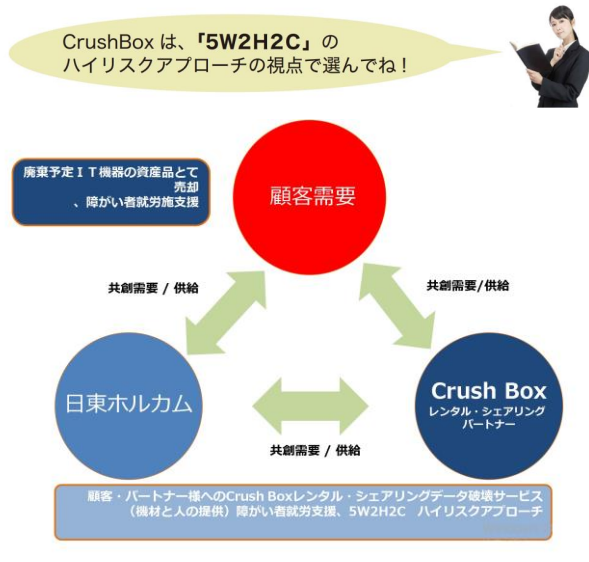 CrushBox は、「5W2H2C」の
ハイリスクアプローチの視点で選んでね！
廃棄予定ＩＴ機器の資産品とて
売却
、障がい者就労施支援
顧客需要
共創需要 / 供給
共創需要/供給
日東ホルカム
Crush Box
レンタル・シェアリング
パートナー
共創需要 / 供給
顧客・パートナー様へのCrush Boxレンタル・シェアリングデータ破壊サービス
（機材と人の提供）障がい者就労支援、5W2H2C　ハイリスクアプローチ